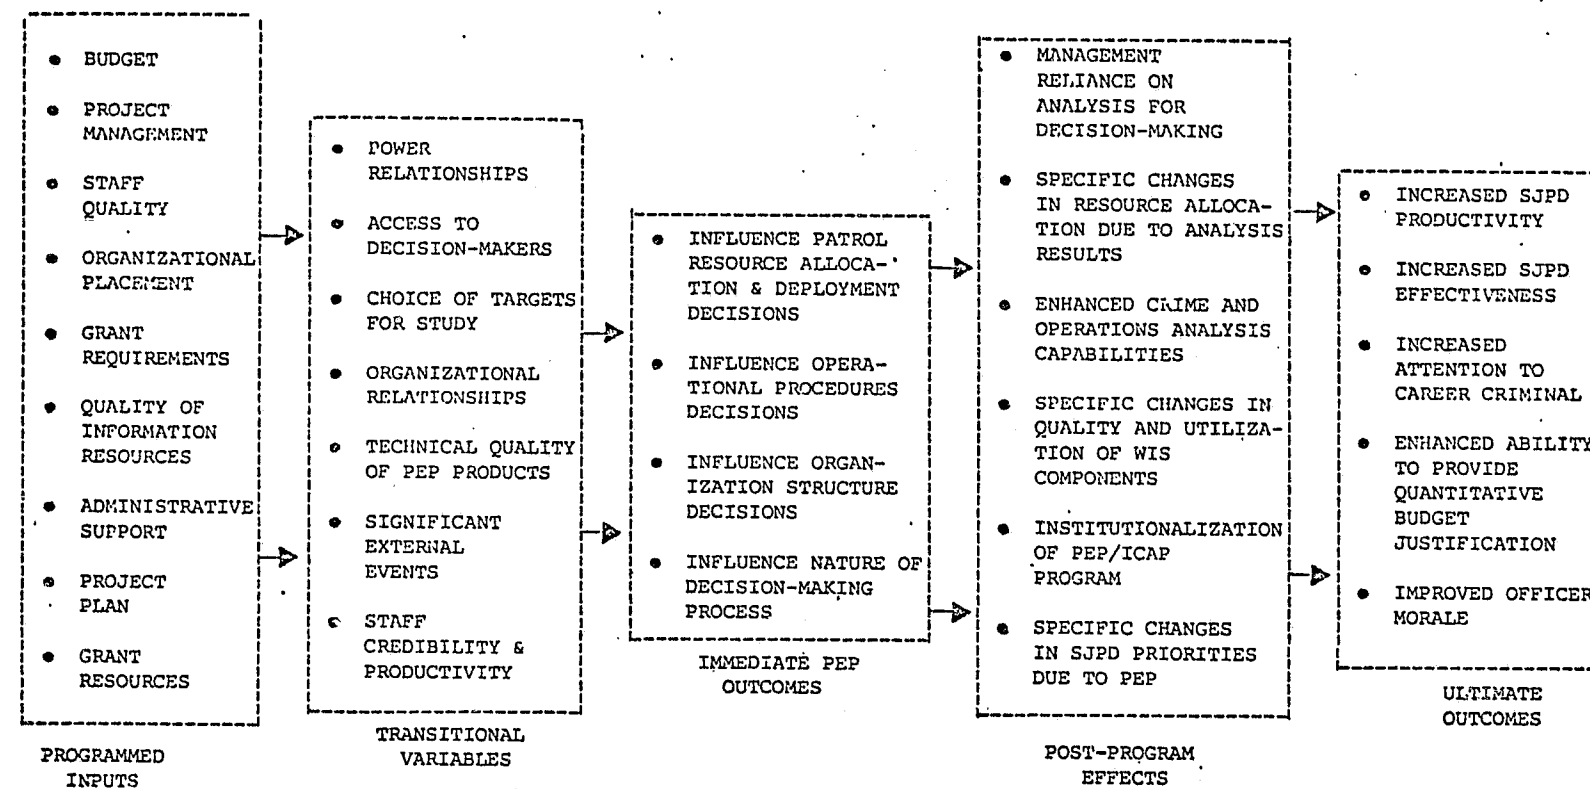 BUDGET
PROJECT
MANAGEMENT
STAFF
QUALITY
ORGANIZATIONAL
PLACEMENT
GRANT
REQUIREMENTS
QUALITY OF
INFORMATION
RESOURCES
ADMINISTRATIVE
SUPPORT
PROJECT
PLAN
GRANT
RESOURCES
PROGRAMMED
INPUTS
POWER
RELATIONSHIPS
ACCESS TO
DECISION-MAKERS
CHOICE OF TARGETS
FOR STUDY
ORGANIZATIONAL
RELATIONSHIPS
TECHNICAL QUALITY
OF PEP PRODUCTS
SIGNIFICANT
EXTERNAL
EVENTS
STAFF
CREDIBILITY &
PRODUCTIVITY
TRANSITIONAL
VARIABLES
INFLUENCE PATROL
RESOURCE ALLOCA-
TION & DEPLOYMENT
DECISIONS
INFLUENCE OPERA-
TIONAL PROCEDURES
DECISIONS
INFLUENCE ORGAN-
IZATION STRUCTURE
DECISIONS
INFLUENCE NATURE OF
DECISION-MAKING
PROCESS
IMMEDIATE PEP
OUTCOMES
MANAGEMENT
RELIANCE ON
ANALYSIS FOR
DECISION-MAKING
SPECIFIC CHANGES
IN RESOURCE ALLOCA-
TION DUE TO ANALYSIS
RESULTS
ENHANCED CRIME AND
OPERATIONS ANALYSIS
CAPABILITIES
SPECIFIC CHANGES IN
QUALITY AND UTILIZA-
TION OF WIS
COMPONENTS
INSTITUTIONALIZATION
OF PEP/ICAP
PROGRAM
SPECIFIC CHANGES
IN SJPD PRIORITIES
DUE TO PEP
POST-PROGRAM
EFFECTS
INCREASED SJPD
PRODUCTIVITY
INCREASED SJPD
EFFECTIVENESS
INCREASED
ATTENTION TO
CAREER CRIMINAL
ENHANCED ABILITY
TO PROVIDE
QUANTITATIVE
BUDGET
JUSTIFICATION
IMPROVED OFFICER
MORALE
ULTIMATE
OUTCOMES